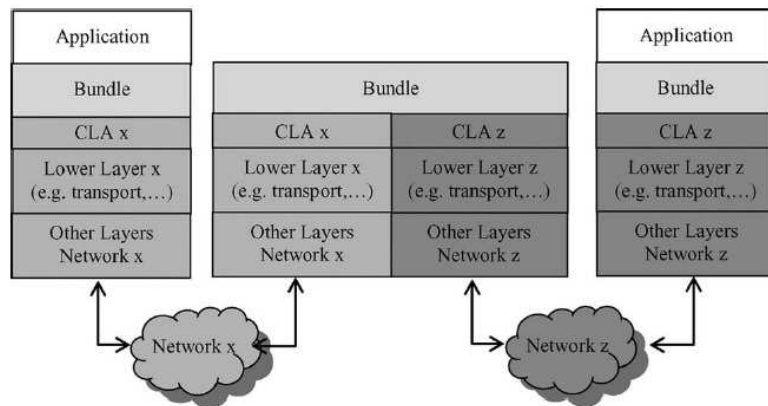 Application
Bundle
CLA x
Lower Layer x
(e.g. transport,…)
Other Layers
Network x
Bundle
CLA x
Lower Layer x
(e.g. transport,…)
Other Layers
Network x
CLA z
Lower Layer z
(e.g. transport,…)
Other Layers
Network z
Application
Bundle
CLA z
Lower Layer z
(e.g. transport,…)
Other Layers
Network z
Network x
Network z